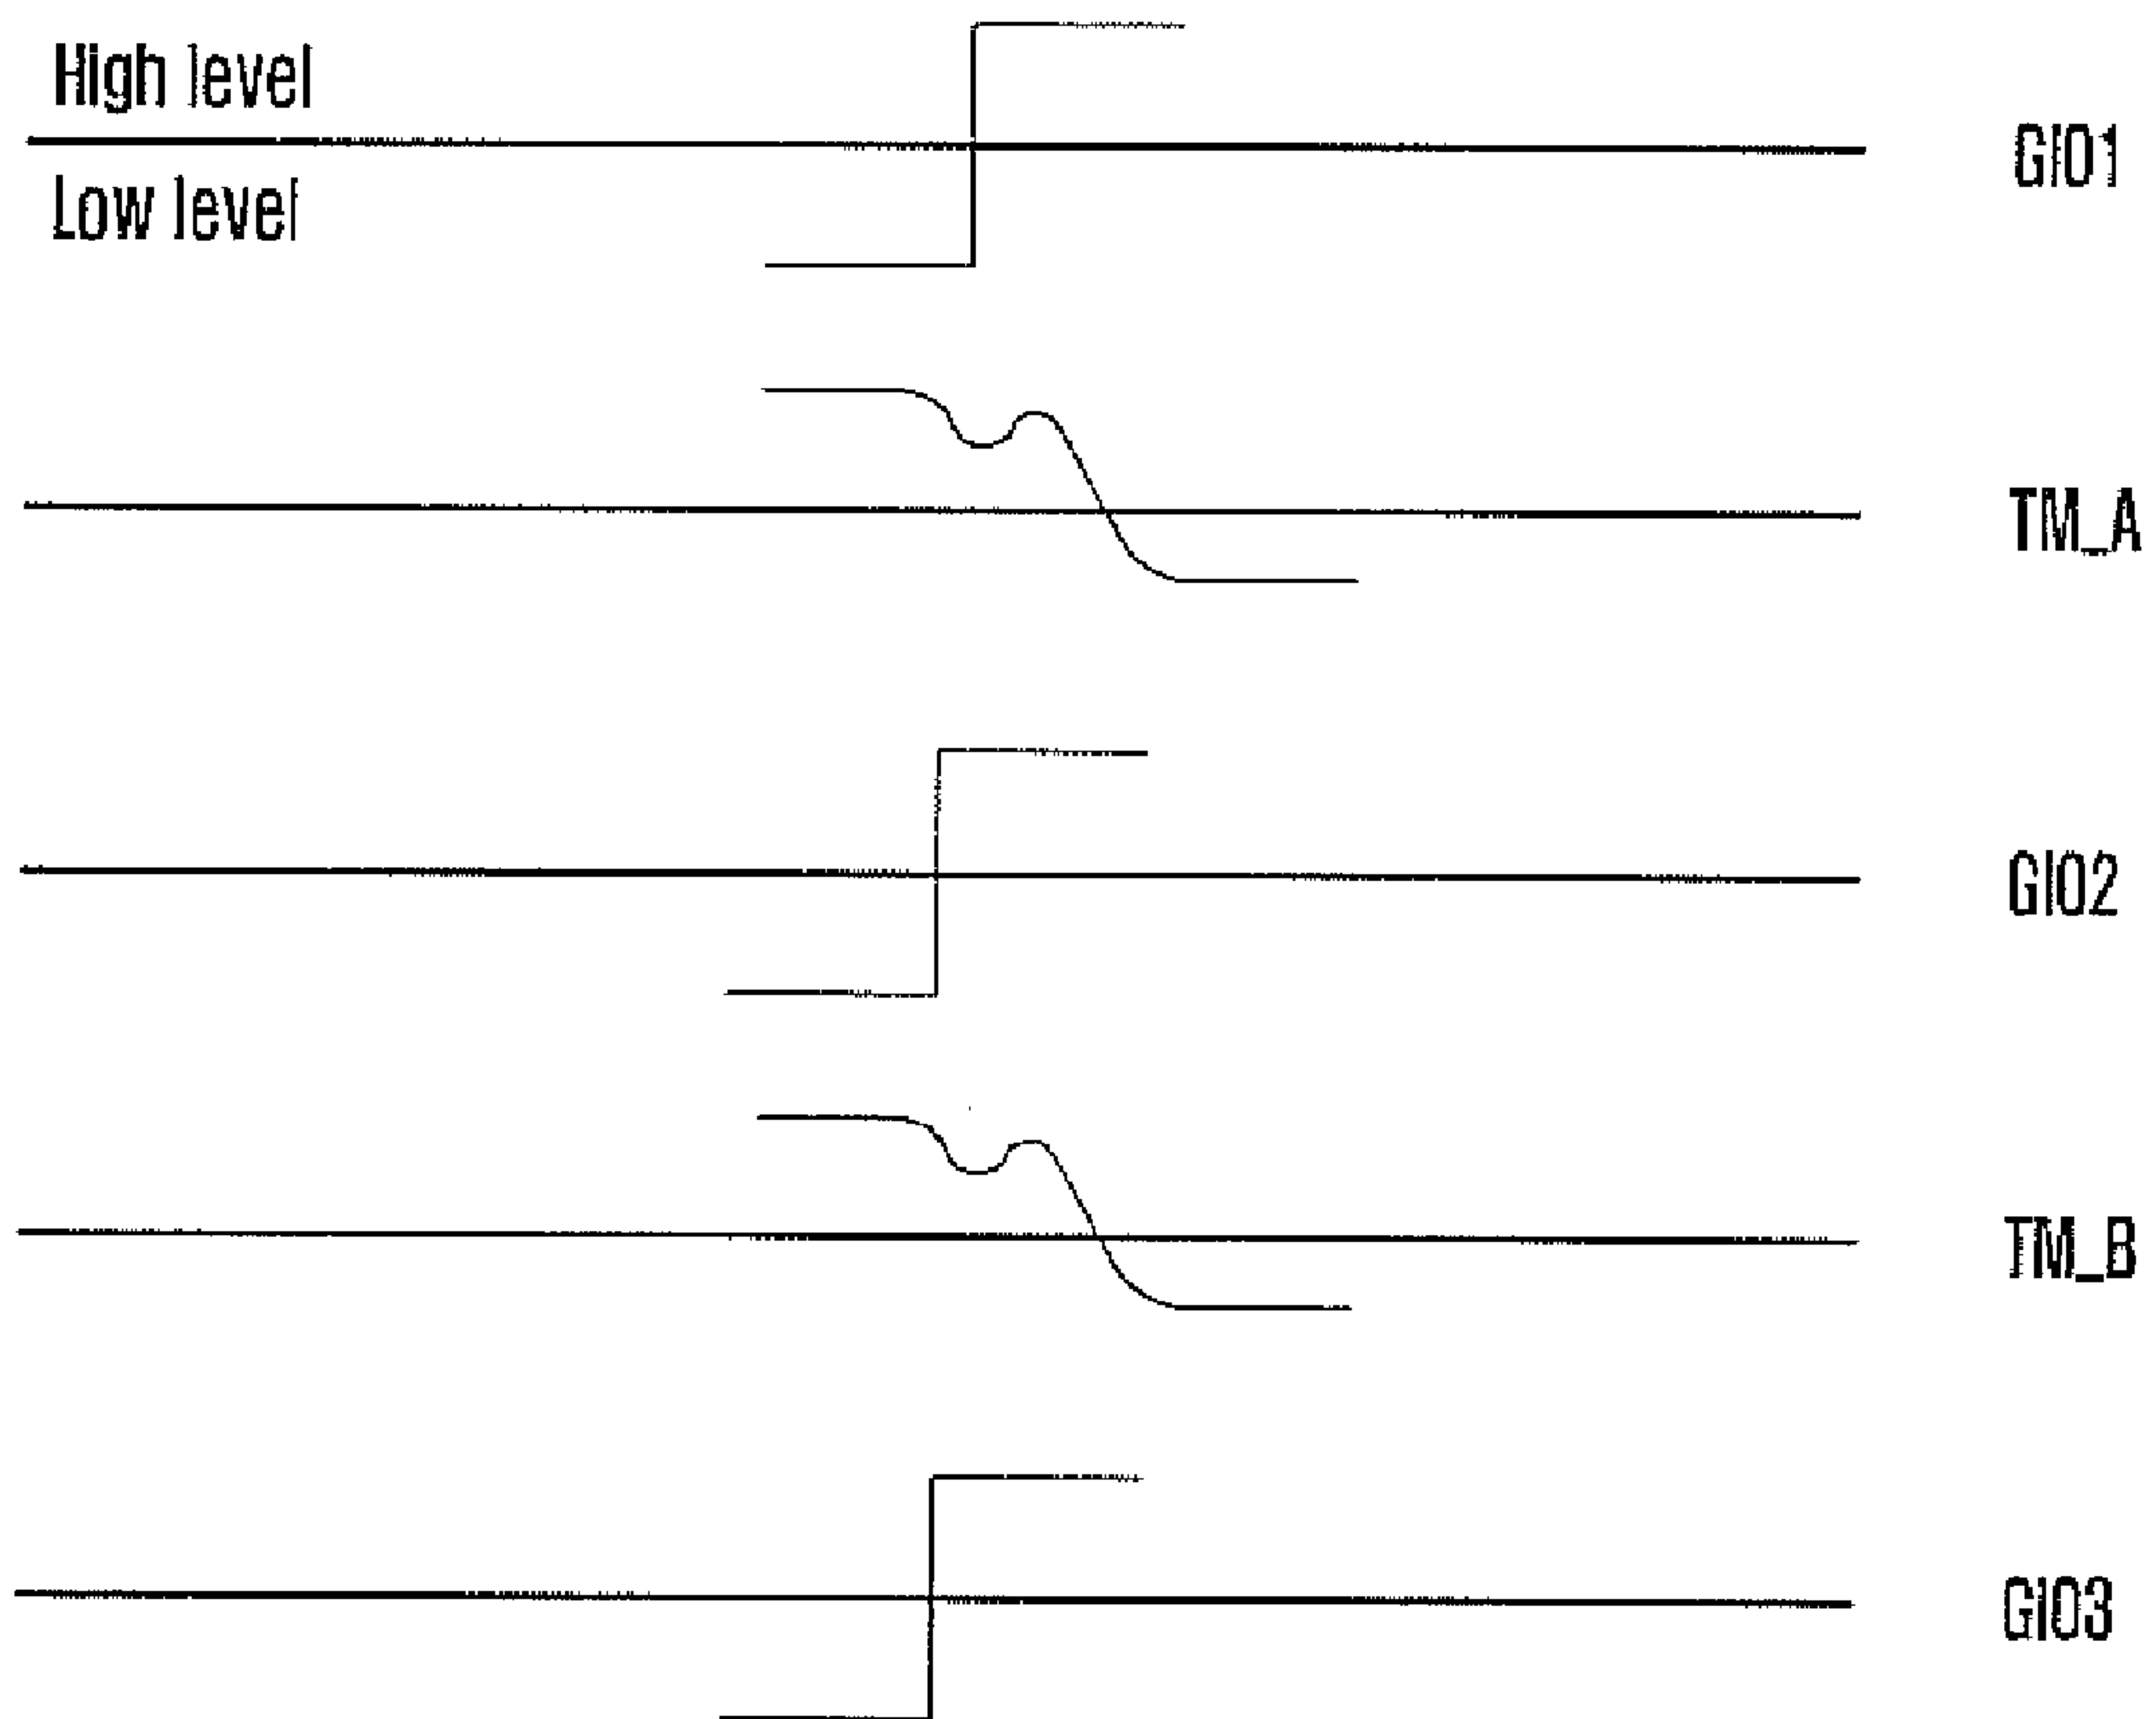 High level
GIO1
Low level
TM_A
GIO2
TM_B
GIO3